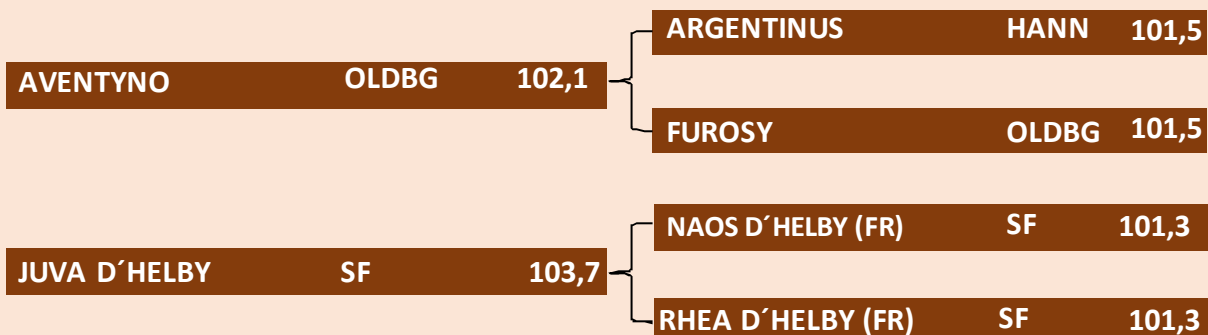 ARGENTINUS HANN 101,5
AVENTYNO OLDBG 102,1
FUROSY OLDBG 101,5
NAOS D´HELBY (FR) SF 101,3
JUVA D´HELBY SF 103,7
RHEA D´HELBY (FR) SF 101,3